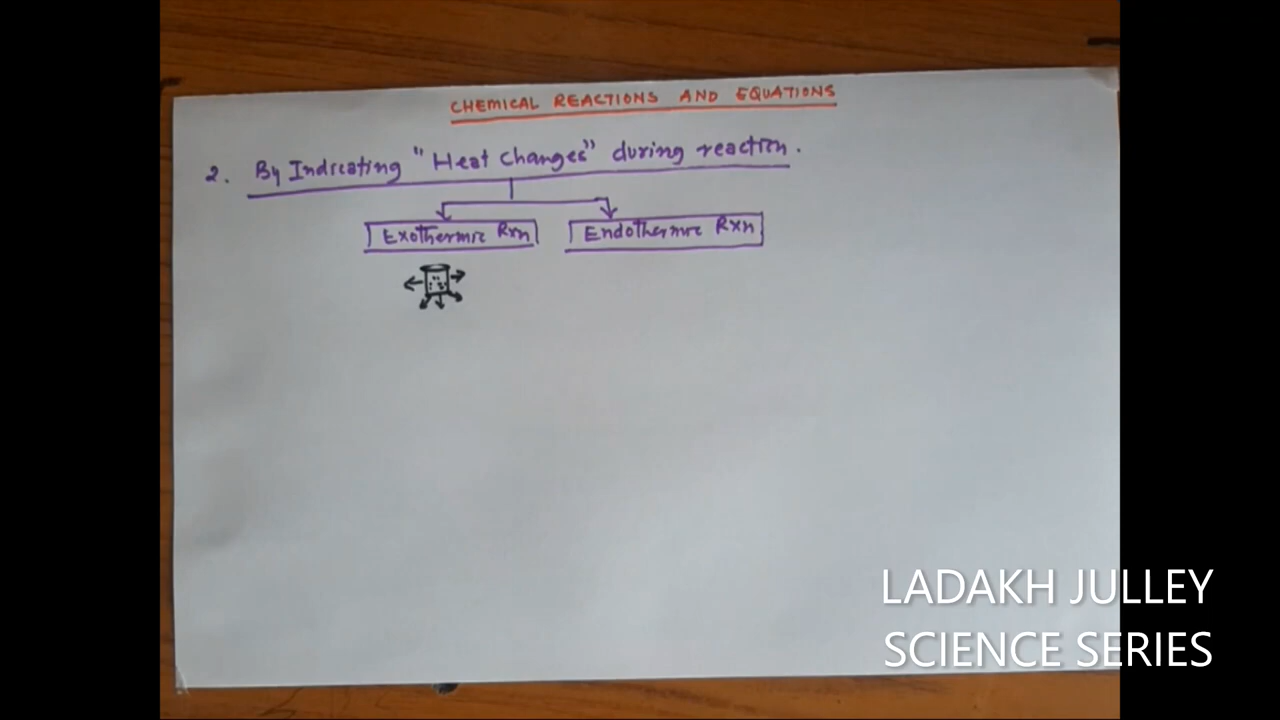 CHEMICAL REACTIONS AND EQUATIONS
2. By Indicating "Heat Changes" during reaction.
Exothermic Rxn
Endothermic Rxn
LADAKH JULLEY
SCIENCE SERIES